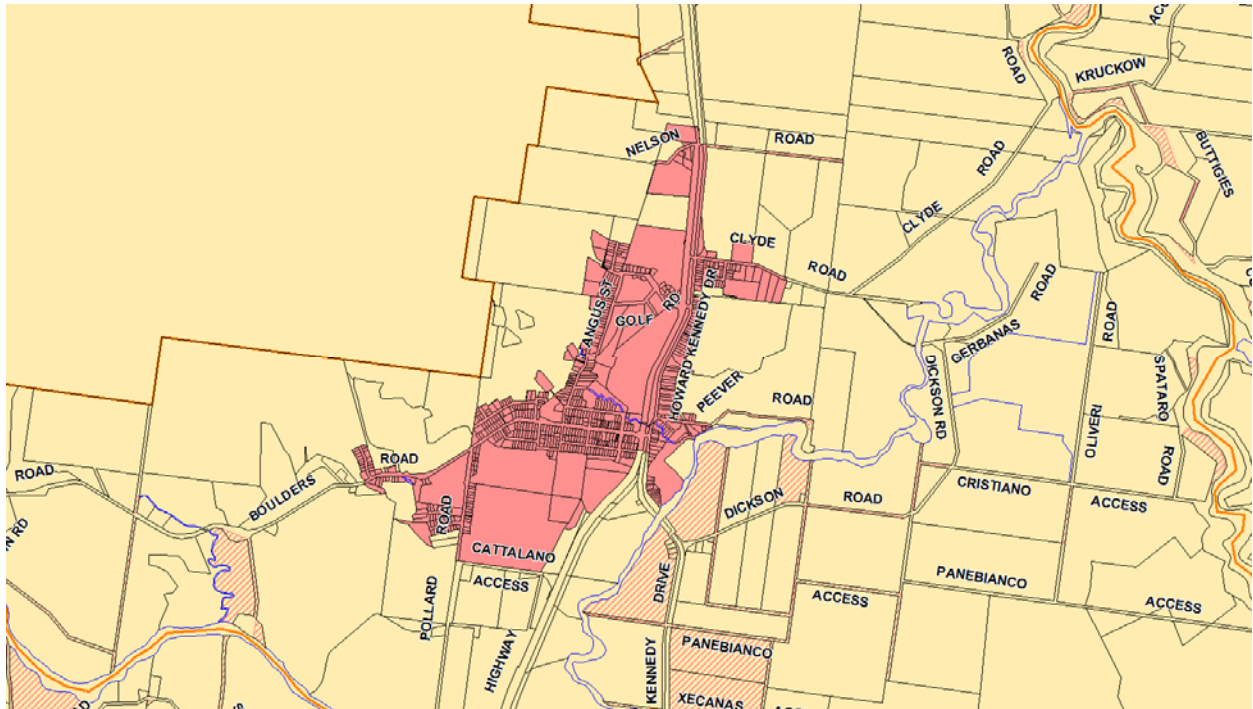 ACC
ROAD
KRUCKOW
NELSON
ROAD
ROAD
BUTTIGIES
CLYDE
CLYDE
ROAD
ROAD
ANGUS ST
GOLF RD
HOWARD KENNEDY DR
GERBANAS
ROAD
DICKSON RD
PEEVER
ROAD
OLIVERI
ROAD
SPATARO
ROAD
ROAD
BOULDERS
ROAD
ROAD
N RD
DICKSON
ROAD
CRISTIANO
ACCESS
CATTALANO
ACCESS
POLLARD
HIGHWAY
DRIVE
KENNEDY
PANEBIANCO
ACCESS
PANEBIANCO
ACCESS
XECANAS